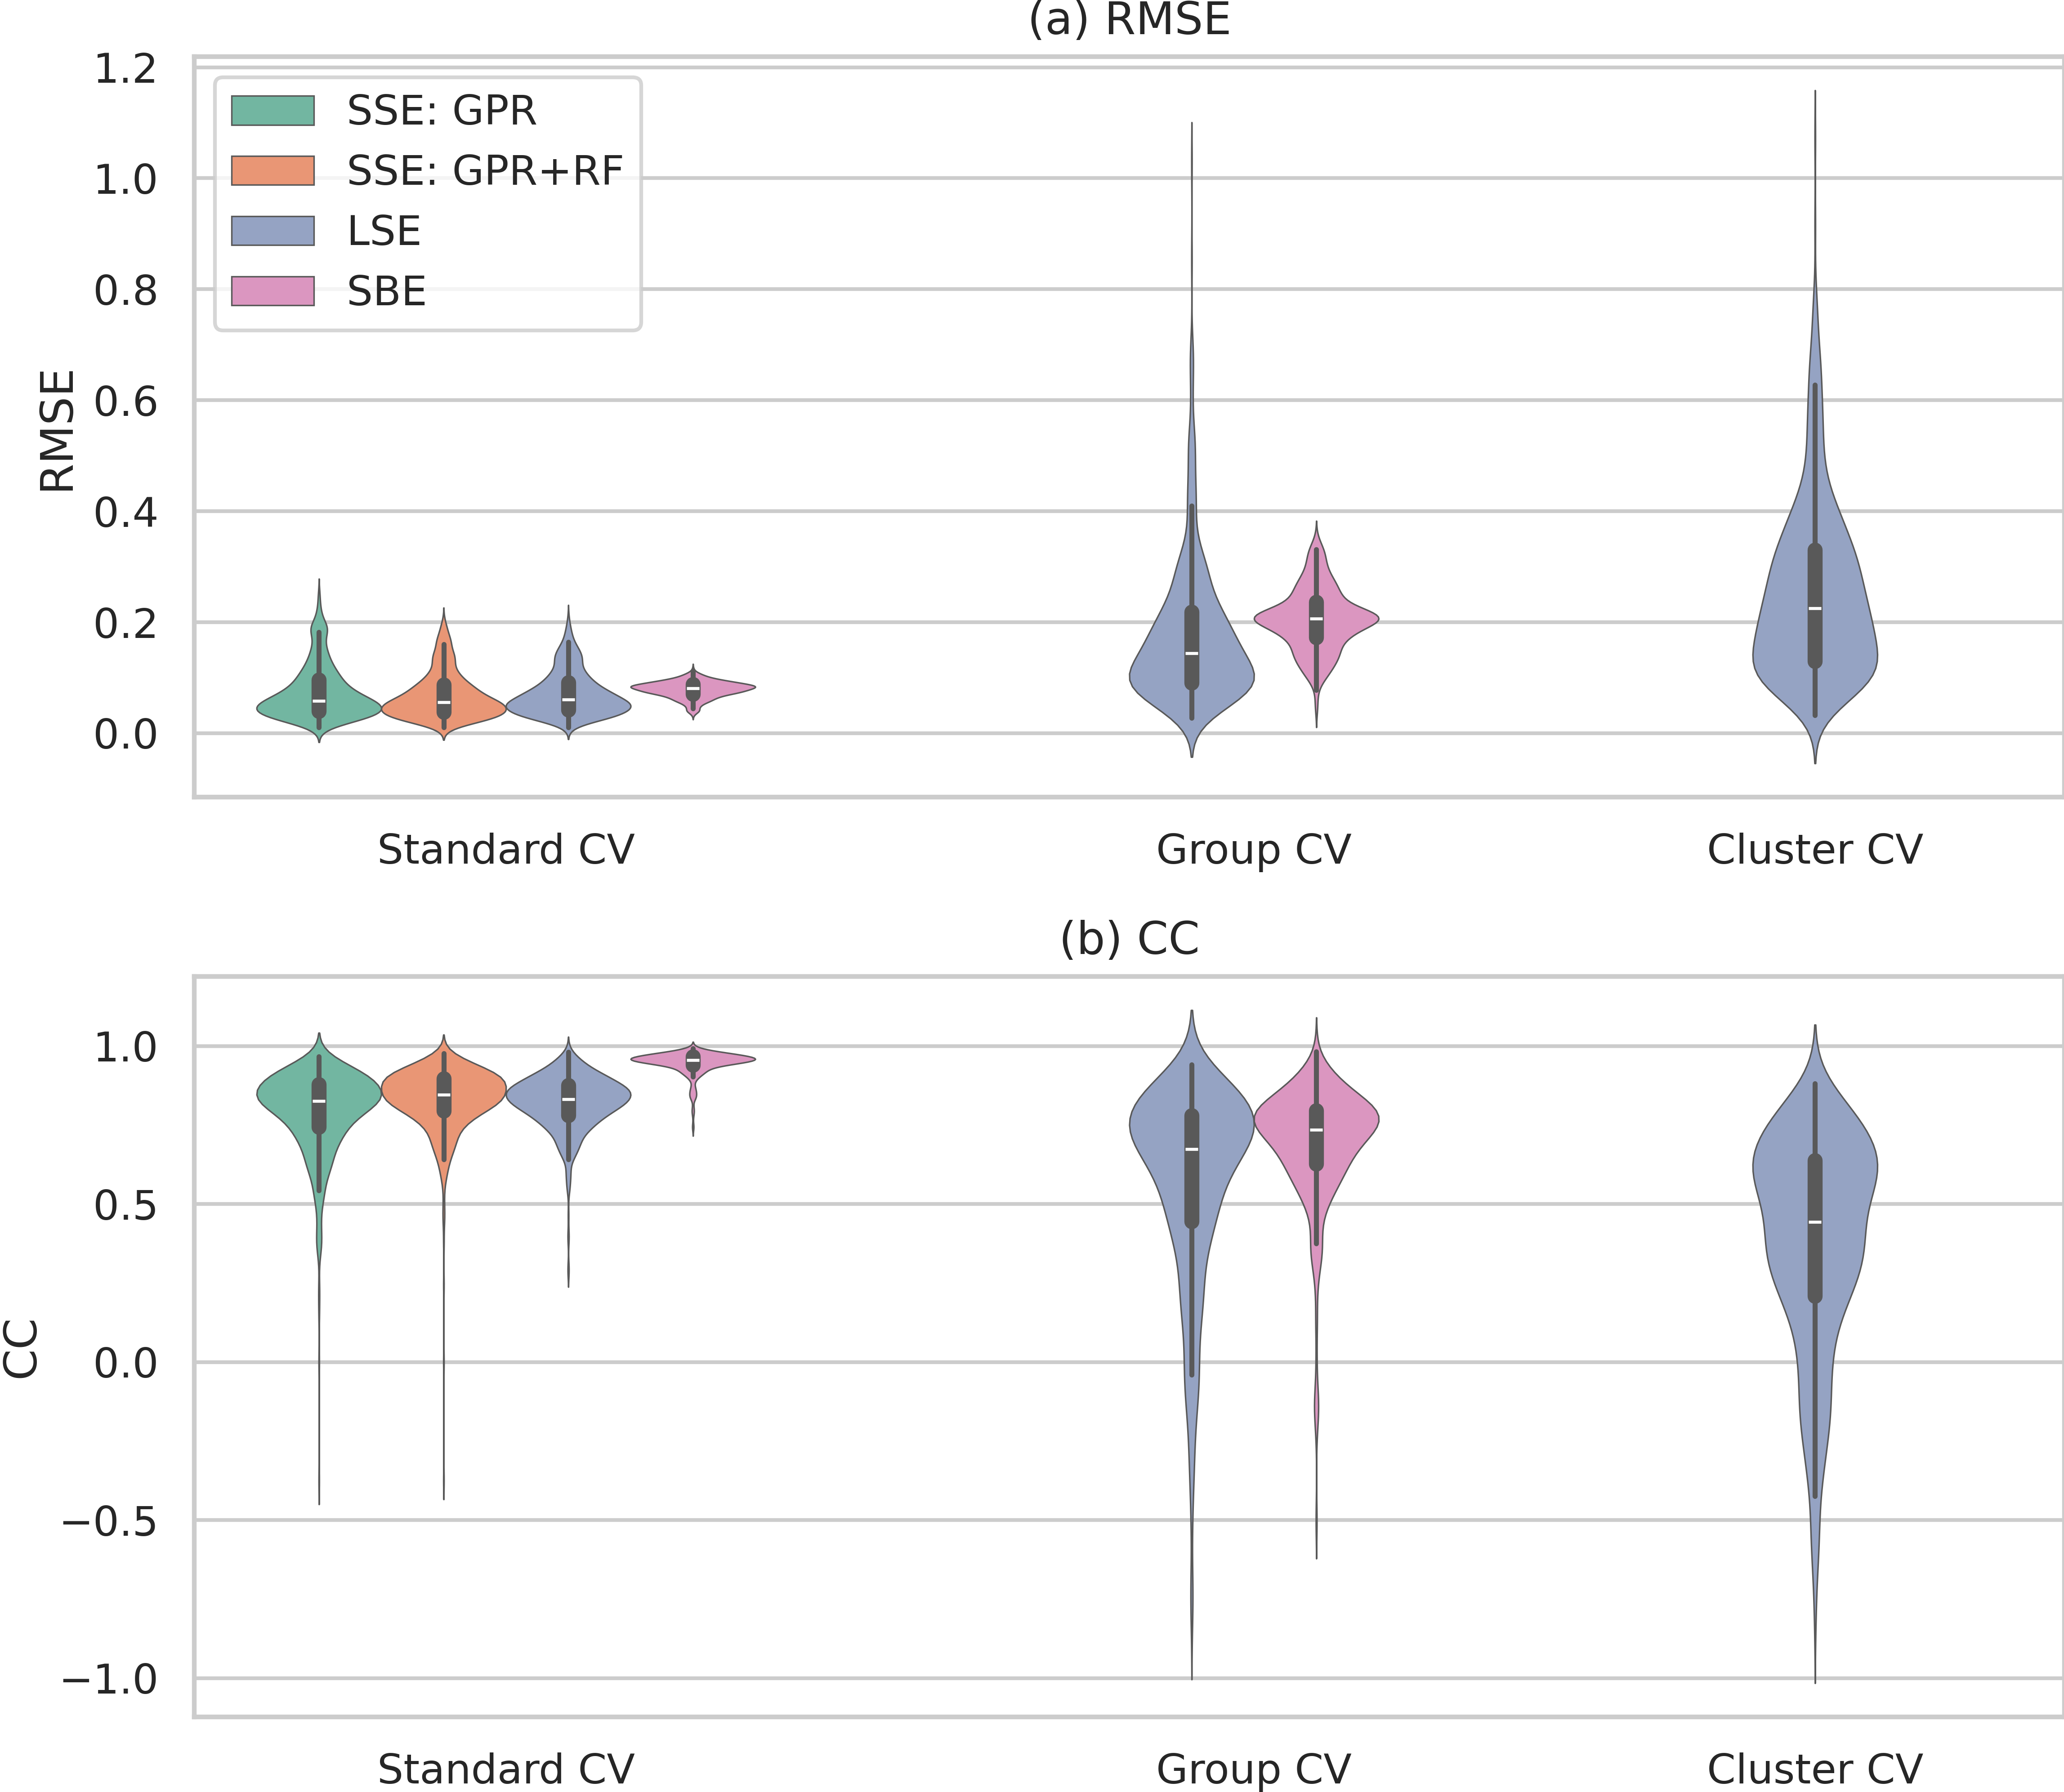 (a) RMSE
1.2
1.0
0.8
0.6
0.4
0.2
0.0
RMSE
SSE: GPR
SSE: GPR+RF
LSE
SBE
Standard CV
Group CV
Cluster CV
(b) CC
1.0
0.5
0.0
−0.5
−1.0
CC
Standard CV
Group CV
Cluster CV